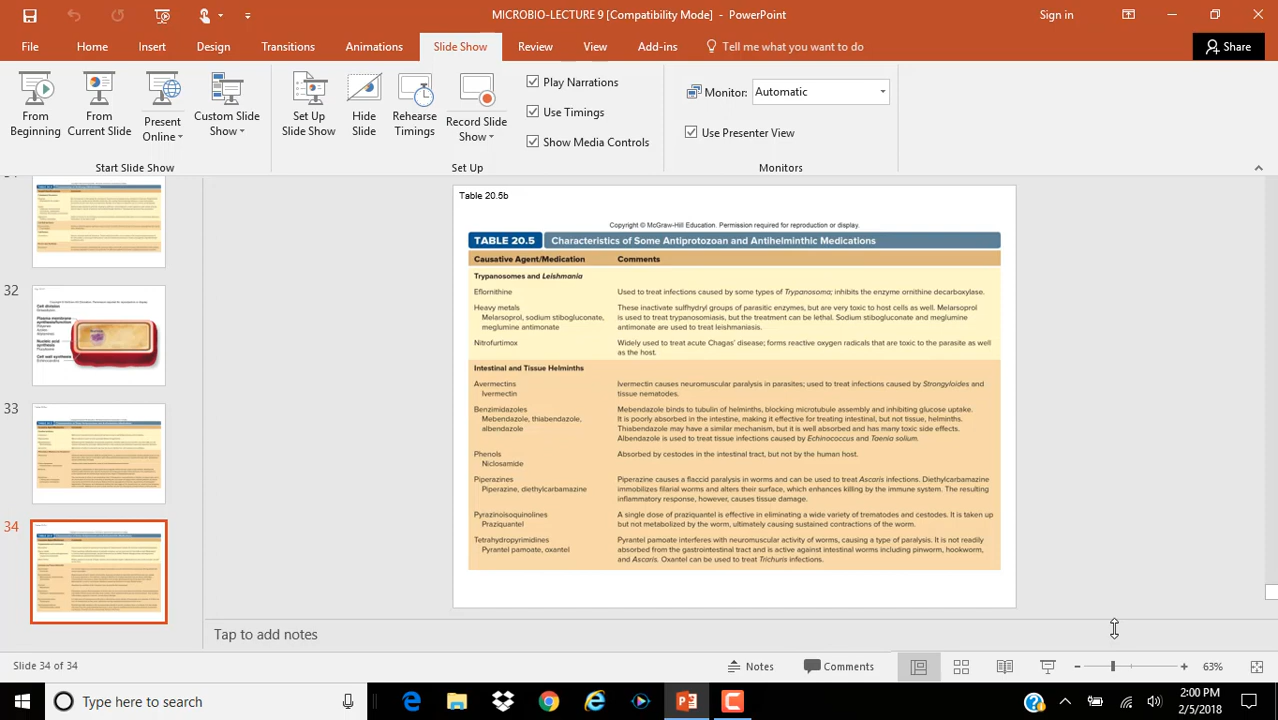 MICROBIO-LECTURE 9 [Compatibility Mode] - PowerPoint
Sign in
File Home Insert Design Transitions Animations Slide Show Review View Add-ins Tell me what you want to do Share
From Beginning
From Current Slide
Present Online
Custom Slide Show
Set Up Slide Show
Hide Slide
Rehearse Timings
Record Slide Show
Play Narrations
Use Timings
Show Media Controls
Monitor: Automatic
Use Presenter View
Start Slide Show
Set Up
Monitors
32
Cell division
33
34
Table 20.5b
Copyright © McGraw-Hill Education. Permission required for reproduction or display.
TABLE 20.5 Characteristics of Some Antiprotozoan and Antihelminthic Medications
Causative Agent/Medication Comments
Trypanosomes and Leishmania
Eflornithine Used to treat infections caused by some types of Trypanosoma; inhibits the enzyme ornithine decarboxylase.
Heavy metals These inactivate sulfhydryl groups of parasitic enzymes, but are very toxic to host cells as well. Melarsoprol
Melarsoprol, sodium stibogluconate, is used to treat trypanosomiasis, but the treatment can be lethal. Sodium stibogluconate and meglumine
meglumine antimonate antimonate are used to treat leishmaniasis.
Nitrofurtimox Widely used to treat acute Chagas' disease; forms reactive oxygen radicals that are toxic to the parasite as well
as the host.
Intestinal and Tissue Helminths
Avermectins Ivermectin causes neuromuscular paralysis in parasites; used to treat infections caused by Strongyloides and
Ivermectin tissue nematodes.
Benzimidazoles Mebendazole binds to tubulin of helminths, blocking microtubule assembly and inhibiting glucose uptake.
Mebendazole, thiabendazole, It is poorly absorbed in the intestine, making it effective for treating intestinal, but not tissue, helminths.
albendazole Thiabendazole may have a similar mechanism, but it is well absorbed and has many toxic side effects.
Albendazole is used to treat tissue infections caused by Echinococcus and Taenia solium.
Phenols Absorbed by cestodes in the intestinal tract, but not by the human host.
Niclosamide
Piperazines Piperazine causes a flaccid paralysis in worms and can be used to treat Ascaris infections. Diethylcarbamazine
Piperazine, diethylcarbamazine immobilizes filarial worms and alters their surface, which enhances killing by the immune system. The resulting
inflammatory response, however, causes tissue damage.
Pyrazinoisoquinolines A single dose of praziquantel is effective in eliminating a wide variety of trematodes and cestodes. It is taken up
Praziquantel but not metabolized by the worm, ultimately causing sustained contractions of the worm.
Tetrahydropyrimidines Pyrantel pamoate interferes with neuromuscular activity of worms, causing a type of paralysis. It is not readily
Pyrantel pamoate, oxantel absorbed from the gastrointestinal tract and is active against intestinal worms including pinworm, hookworm,
and Ascaris. Oxantel can be used to treat Trichuris infections.
Tap to add notes
Slide 34 of 34
Notes
Comments
63%
Type here to search
2:00 PM
2/5/2018